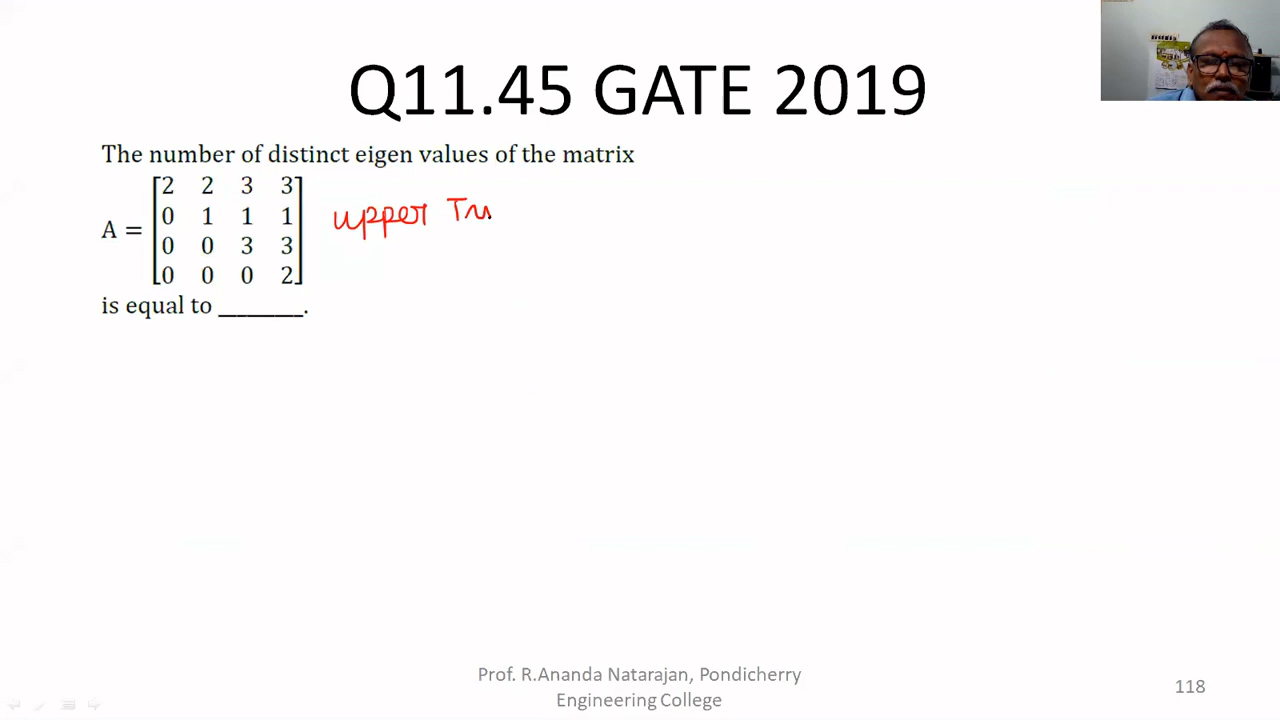 Q11.45 GATE 2019
The number of distinct eigen values of the matrix
A = [2 2 3 3
0 1 1 1
0 0 3 3
0 0 0 2]
upper Tri
is equal to ________.
Prof. R.Ananda Natarajan, Pondicherry
Engineering College
118